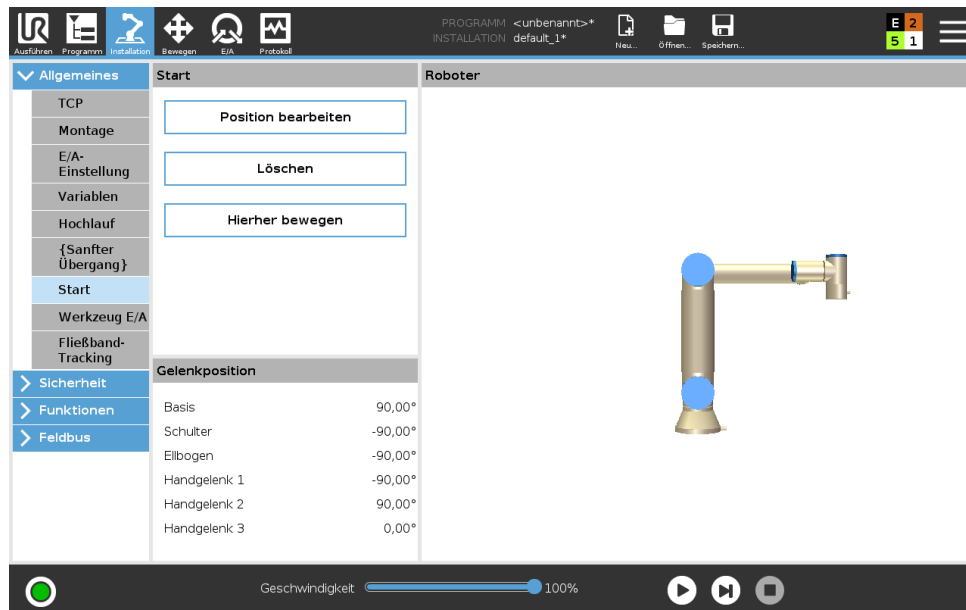 UR
Ausführen
Programm
Installation
Bewegen
E/A
Protokoll
PROGRAMM <unbenannt>*
INSTALLATION default_1*
Neu...
Öffnen...
Speichern...
E 2
5 1
Allgemeines
TCP
Montage
E/A-
Einstellung
Variablen
Hochlauf
{Sanfter
Übergang}
Start
Werkzeug E/A
Fließband-
Tracking
Sicherheit
Funktionen
Feldbus
Start
Position bearbeiten
Löschen
Hierher bewegen
Gelenkposition
Basis 90,00°
Schulter -90,00°
Ellbogen -90,00°
Handgelenk 1 -90,00°
Handgelenk 2 90,00°
Handgelenk 3 0,00°
Roboter
Geschwindigkeit 100%